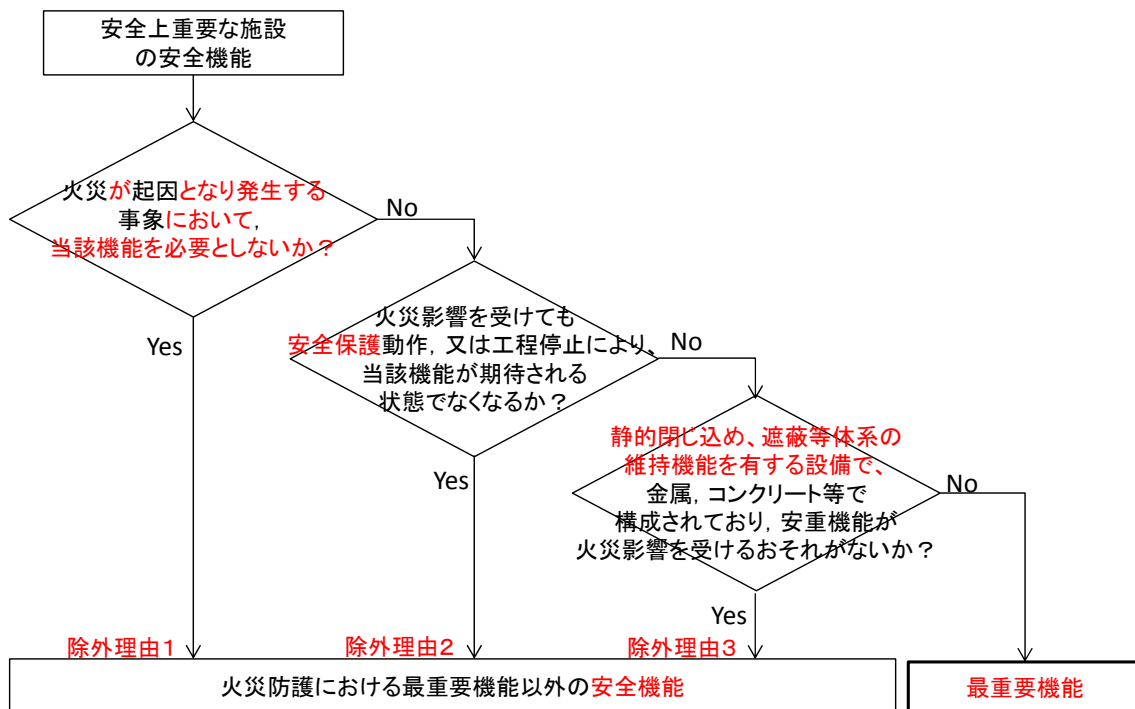 安全上重要な施設
の安全機能
火災が起因となり発生する
事象において，
当該機能を必要としないか？
No
Yes
火災影響を受けても
安全保護動作，又は工程停止により、
当該機能が期待される
状態でなくなるか？
No
Yes
静的閉じ込め、遮蔽等体系の
維持機能を有する設備で、
金属，コンクリート等で
構成されており，安重機能が
火災影響を受けるおそれがないか？
No
Yes
除外理由１
除外理由２
除外理由３
火災防護における最重要機能以外の安全機能
最重要機能